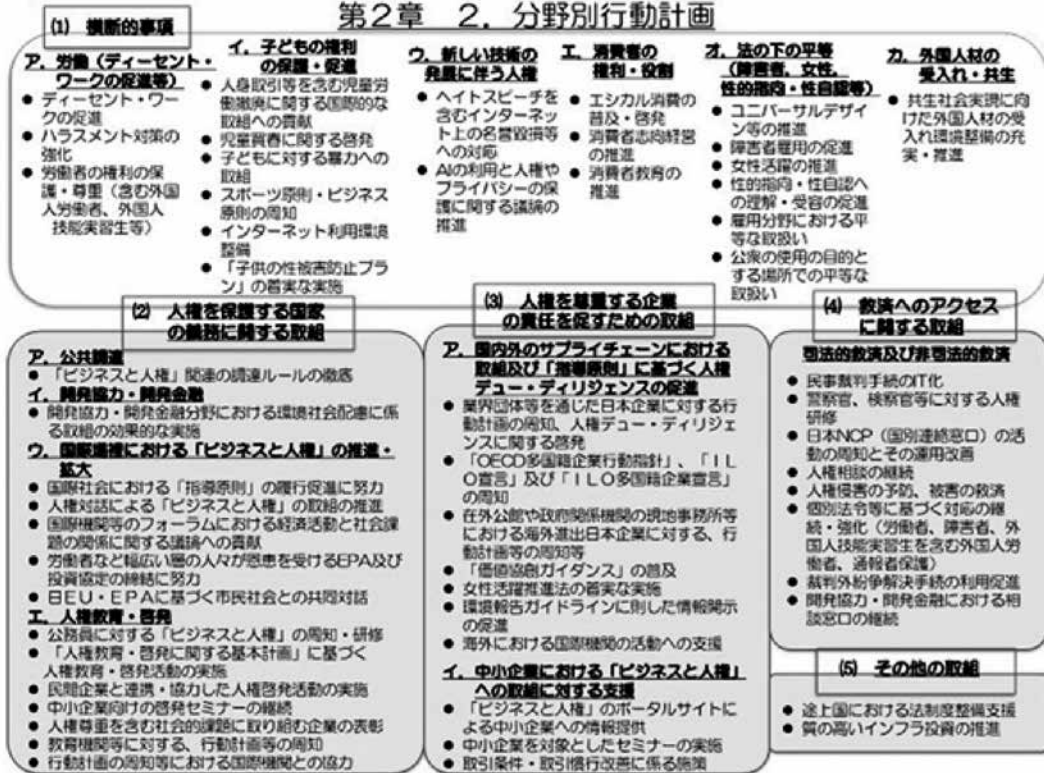 第2章 2．分野別行動計画
(1) 横断的事項
ア．労働（ディーセント・
ワークの促進等）
● ディーセント・ワー
クの促進
● ハラスメント対策の
強化
● 労働者の権利の保
護・尊重（含む外国
人労働者、外国人
技能実習生等）
イ．子どもの権利
の保護・促進
● 人身取引等を含む児童労
働撤廃に関する国際的な
取組への貢献
● 児童買春に関する啓発
● 子どもに対する暴力への
取組
● スポーツ原則・ビジネス
原則の周知
● インターネット利用環境
整備
● 「子供の性被害防止プラ
ン」の着実な実施
ウ．新しい技術の
発展に伴う人権
● ヘイトスピーチを
含むインターネッ
ト上の名誉毀損等
への対応
● AIの利用と人権や
プライバシーの保
護に関する議論の
推進
エ．消費者の
権利・役割
● エシカル消費の
普及・啓発
● 消費者志向経営
の推進
● 消費者教育の
推進
オ．法の下の平等
（障害者、女性、
性的指向・性自認等）
● ユニバーサルデザイ
ン等の推進
● 障害者雇用の促進
● 女性活躍の推進
● 性的指向・性自認へ
の理解・受容の促進
● 雇用分野における平
等な取扱い
● 公衆の使用の目的と
する場所での平等な
取扱い
カ．外国人材の
受入れ・共生
● 共生社会実現に向
けた外国人材の受
入れ環境整備の充
実・推進
(2) 人権を保護する国家
の義務に関する取組
ア．公共調達
● 「ビジネスと人権」関連の調達ルールの徹底
イ．開発協力・開発金融
● 開発協力・開発金融分野における環境社会配慮に係
る取組の効果的な実施
ウ．国際場裡における「ビジネスと人権」の推進・
拡大
● 国際社会における「指導原則」の履行促進に努力
● 人権対話による「ビジネスと人権」の取組の推進
● 国際機関等のフォーラムにおける経済活動と社会課
題の関係に関する議論への貢献
● 労働者など幅広い層の人々が恩恵を受けるEPA及び
投資協定の締結に努力
● 日ＥＵ・ＥＰＡに基づく市民社会との共同対話
エ．人権教育・啓発
● 公務員に対する「ビジネスと人権」の周知・研修
● 「人権教育・啓発に関する基本計画」に基づく
人権教育・啓発活動の実施
● 民間企業と連携・協力した人権啓発活動の実施
● 中小企業向けの啓発セミナーの継続
● 人権尊重を含む社会的課題に取り組む企業の表彰
● 教育機関等に対する、行動計画等の周知
● 行動計画の周知等における国際機関との協力
(3) 人権を尊重する企業
の責任を促すための取組
ア．国内外のサプライチェーンにおける
取組及び「指導原則」に基づく人権
デュー・ディリジェンスの促進
● 業界団体等を通じた日本企業に対する行
動計画の周知、人権デュー・ディリジェ
ンスに関する啓発
● 「OECD多国籍企業行動指針」、「ＩＬ
Ｏ宣言」及び「ＩＬＯ多国籍企業宣言」
の周知
● 在外公館や政府関係機関の現地事務所等
における海外進出日本企業に対する、行
動計画等の周知等
● 「価値協創ガイダンス」の普及
● 女性活躍推進法の着実な実施
● 環境報告ガイドラインに則した情報開示
の促進
● 海外における国際機関の活動への支援
イ．中小企業における「ビジネスと人権」
への取組に対する支援
● 「ビジネスと人権」のポータルサイトに
よる中小企業への情報提供
● 中小企業を対象としたセミナーの実施
● 取引条件・取引慣行改善に係る施策
(4) 救済へのアクセス
に関する取組
司法的救済及び非司法的救済
● 民事裁判手続のIT化
● 警察官、検察官等に対する人権
研修
● 日本NCP（国別連絡窓口）の活
動の周知とその運用改善
● 人権相談の継続
● 人権侵害の予防、被害の救済
● 個別法令等に基づく対応の継
続・強化（労働者、障害者、外
国人技能実習生を含む外国人労
働者、通報者保護）
● 裁判外紛争解決手続の利用促進
● 開発協力・開発金融における相
談窓口の継続
(5) その他の取組
● 途上国における法制度整備支援
● 質の高いインフラ投資の推進